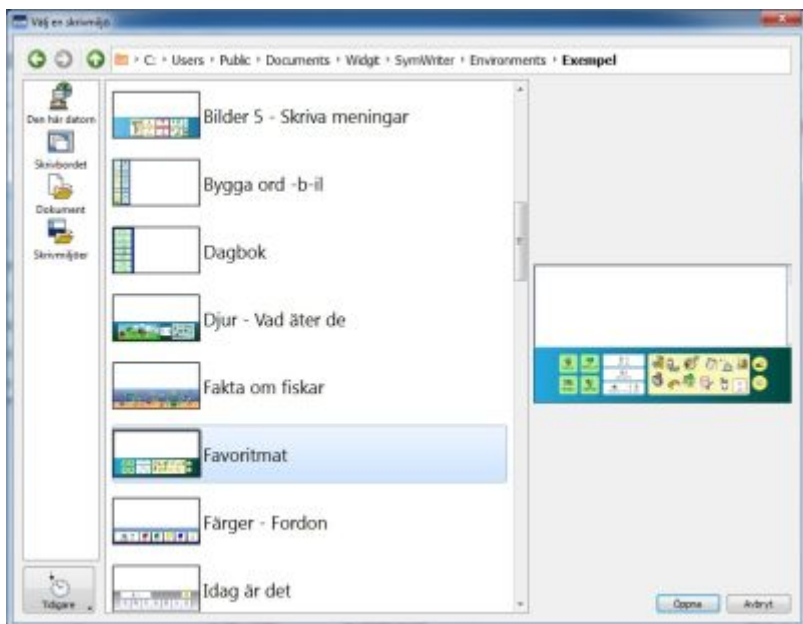 Välj en skrivmiljö
C: Users Public Documents Widgit SymWriter Environments Exempel
Den här datorn
Skrivbordet
Dokument
Skrivmiljöer
Bilder 5 - Skriva meningar
Bygga ord -b-il
Dagbok
Djur - Vad äter de
Fakta om fiskar
Favoritmat
Färger - Fordon
Idag är det
Tidigare
Öppna Avbryt